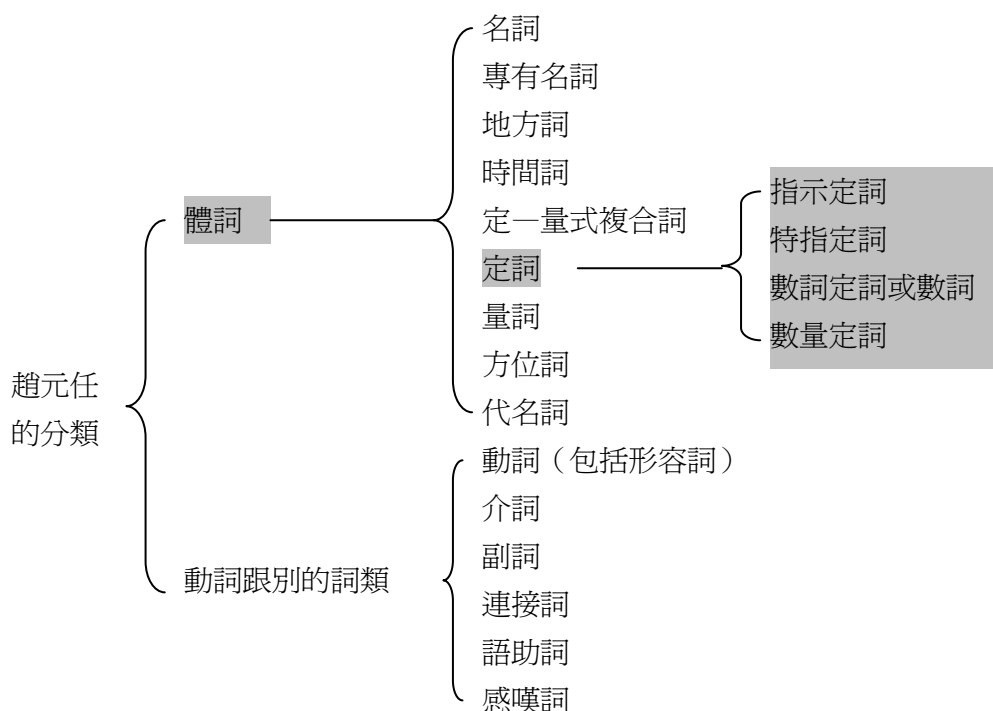 名詞
專有名詞
地方詞
時間詞
定—量式複合詞
定詞
量詞
方位詞
代名詞
體詞
指示定詞
特指定詞
數詞定詞或數詞
數量定詞
趙元任
的分類
動詞（包括形容詞）
介詞
副詞
連接詞
語助詞
感嘆詞
動詞跟別的詞類